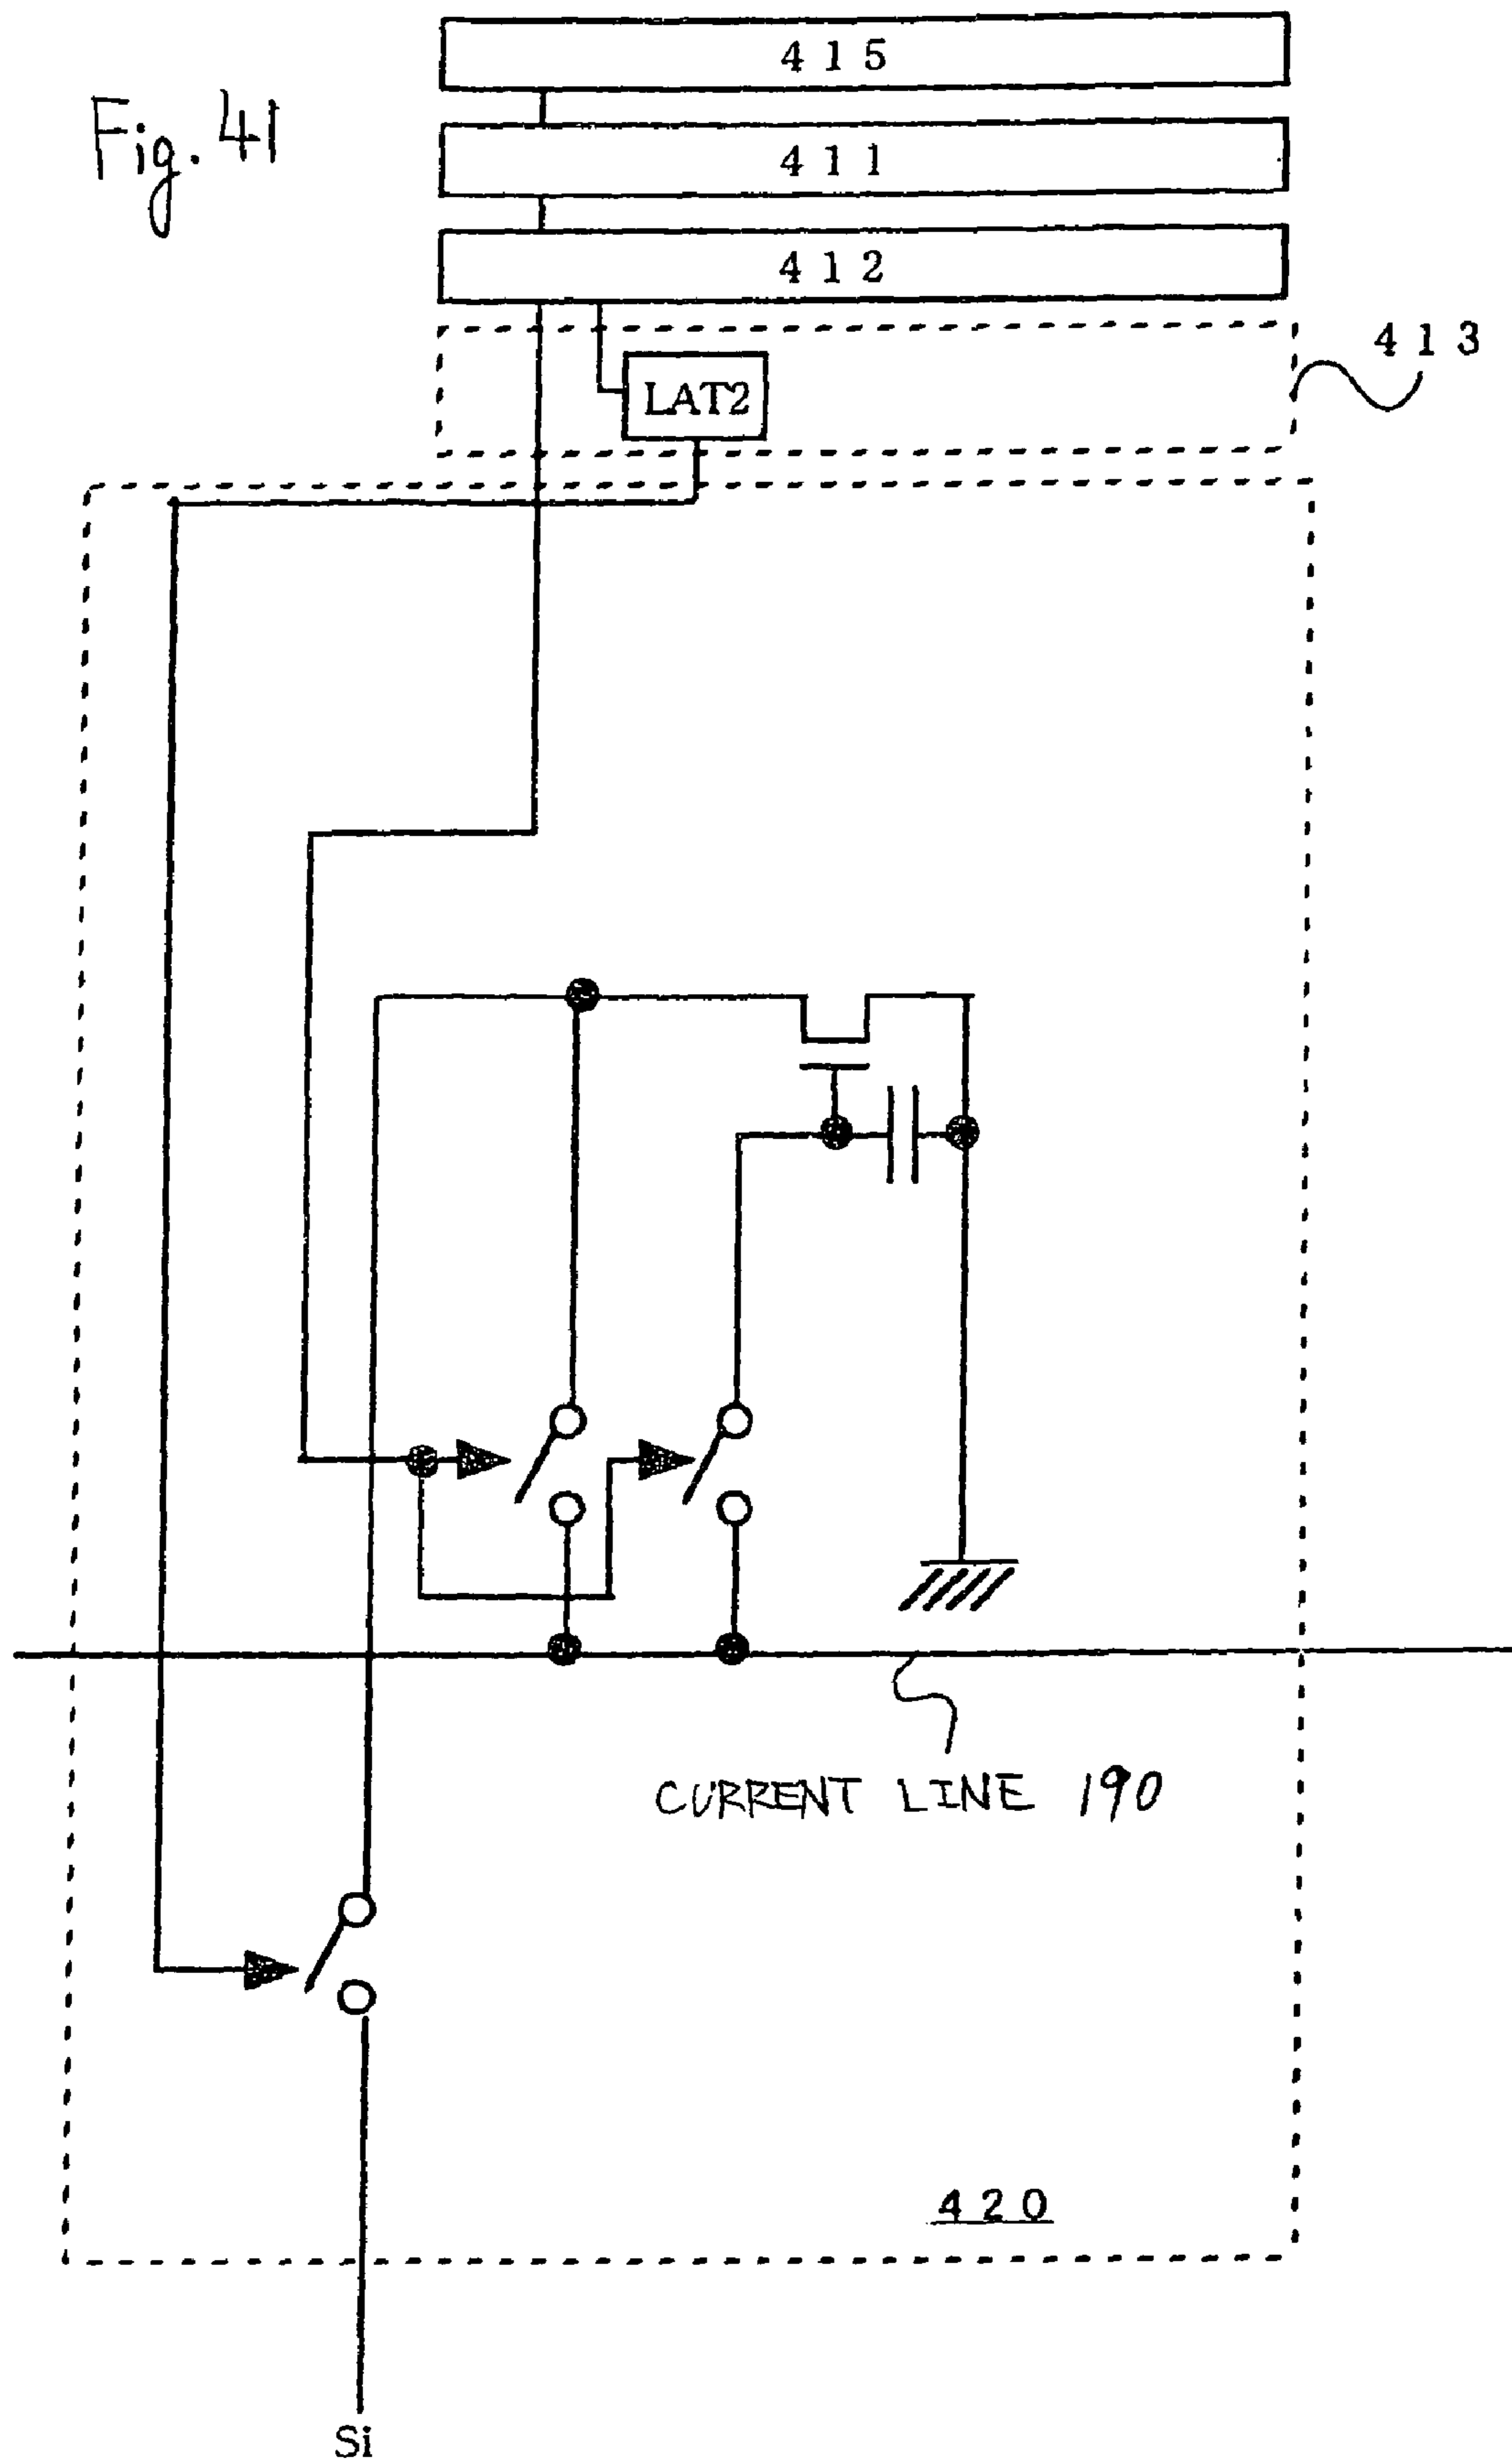 Fig. 41
415
411
412
413
LAT2
CURRENT LINE 190
420
Si